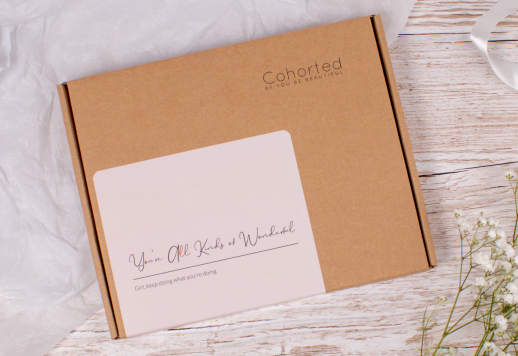 Cohorted
BE YOU BE BEAUTIFUL
You're All Kinds of Wonderful
Girl, keep doing what you're doing